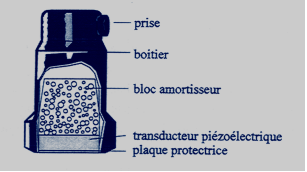 prise
boitier
bloc amortisseur
transducteur piézoélectrique
plaque protectrice